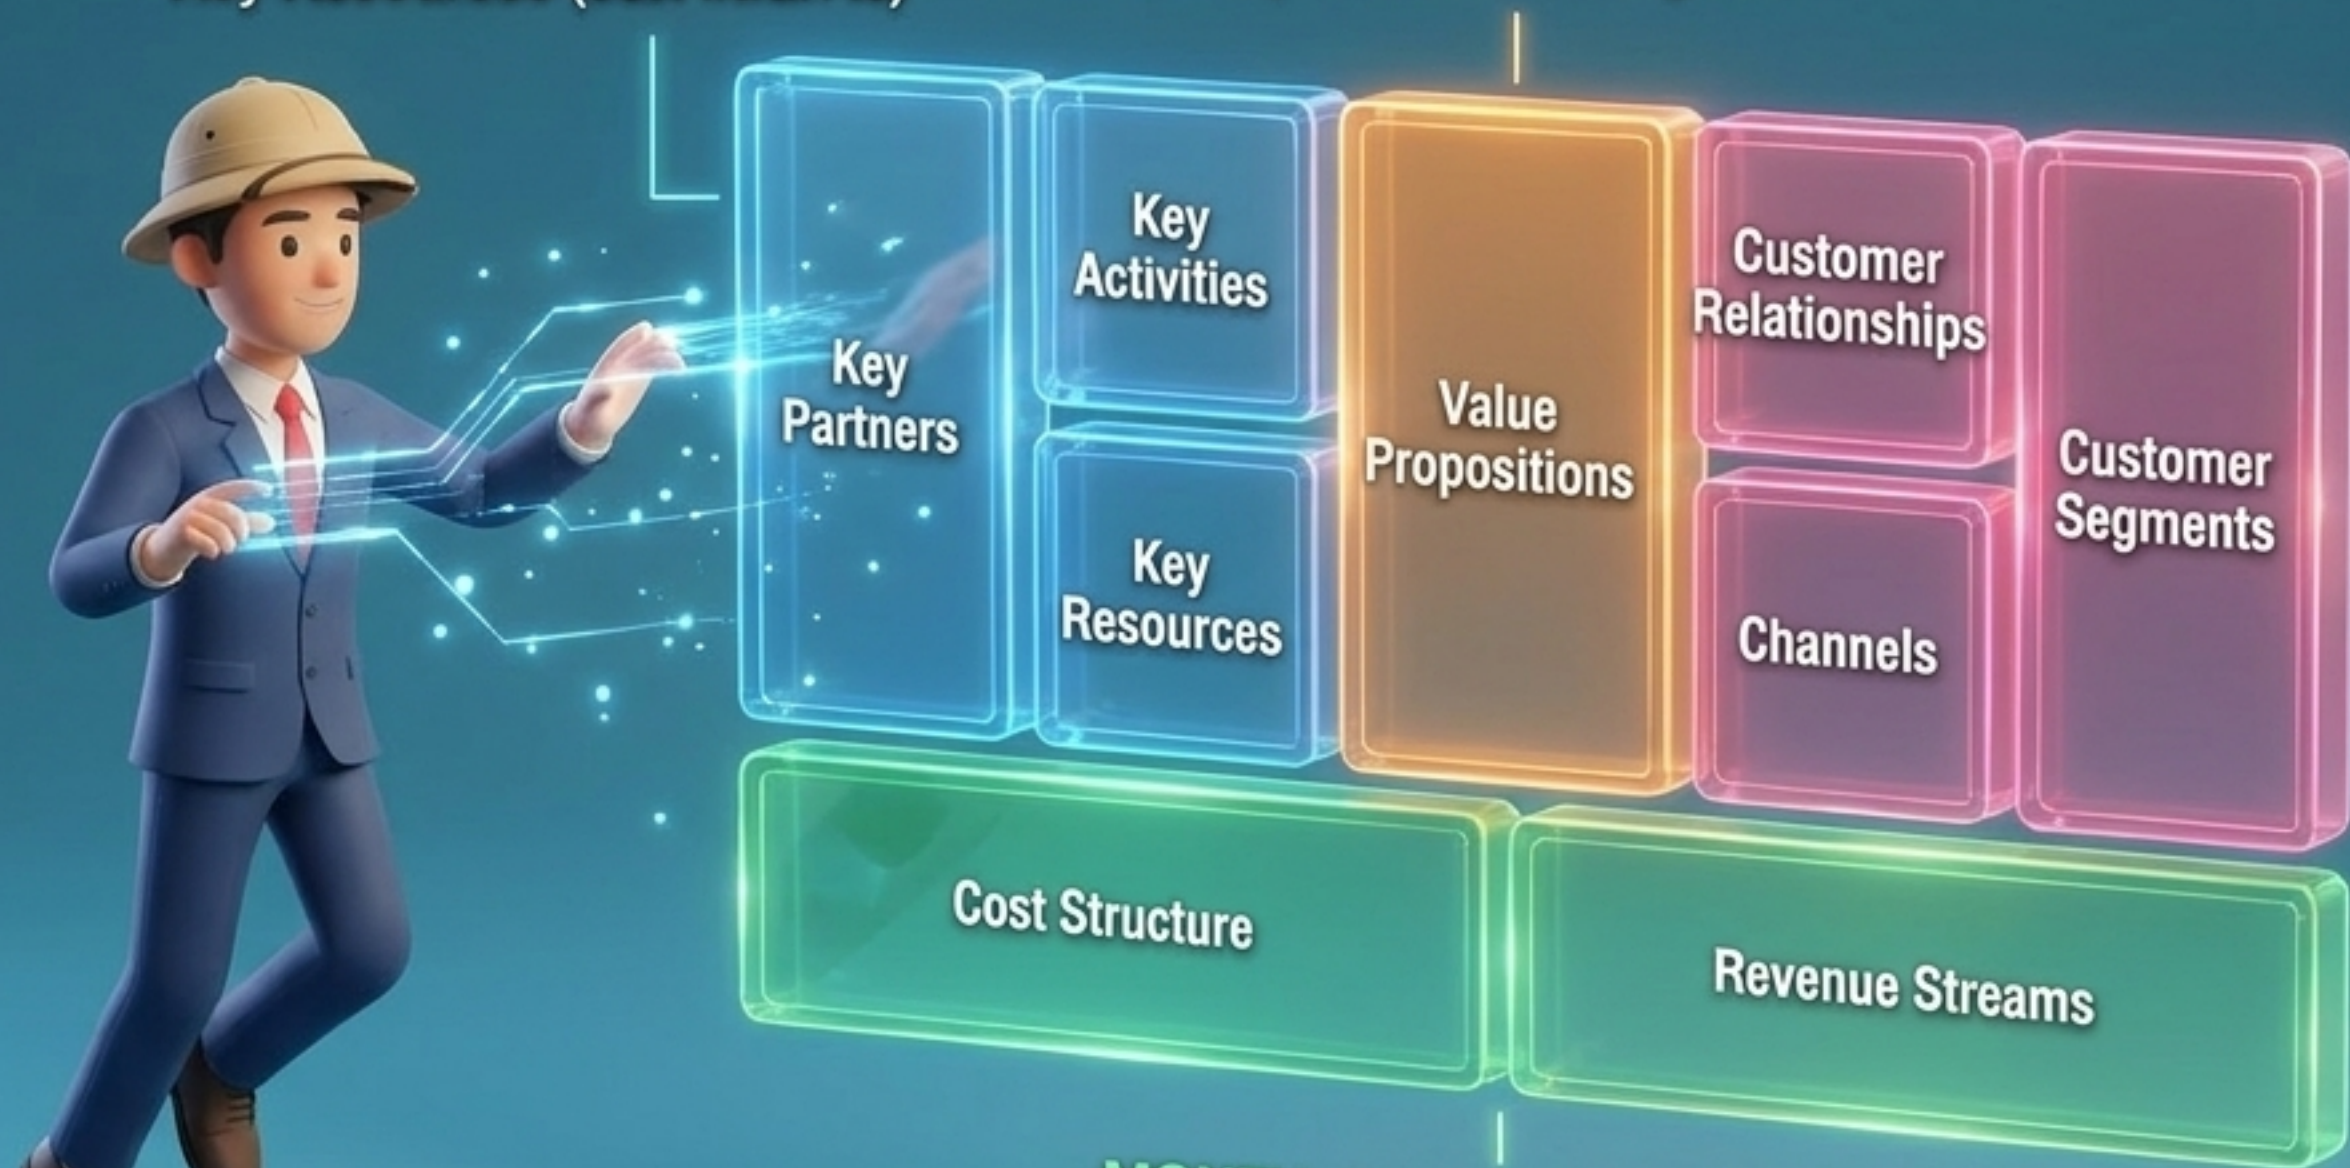 Key
Partners
Key
Activities
Key
Resources
Value
Propositions
Customer
Relationships
Channels
Customer
Segments
Cost Structure
Revenue Streams